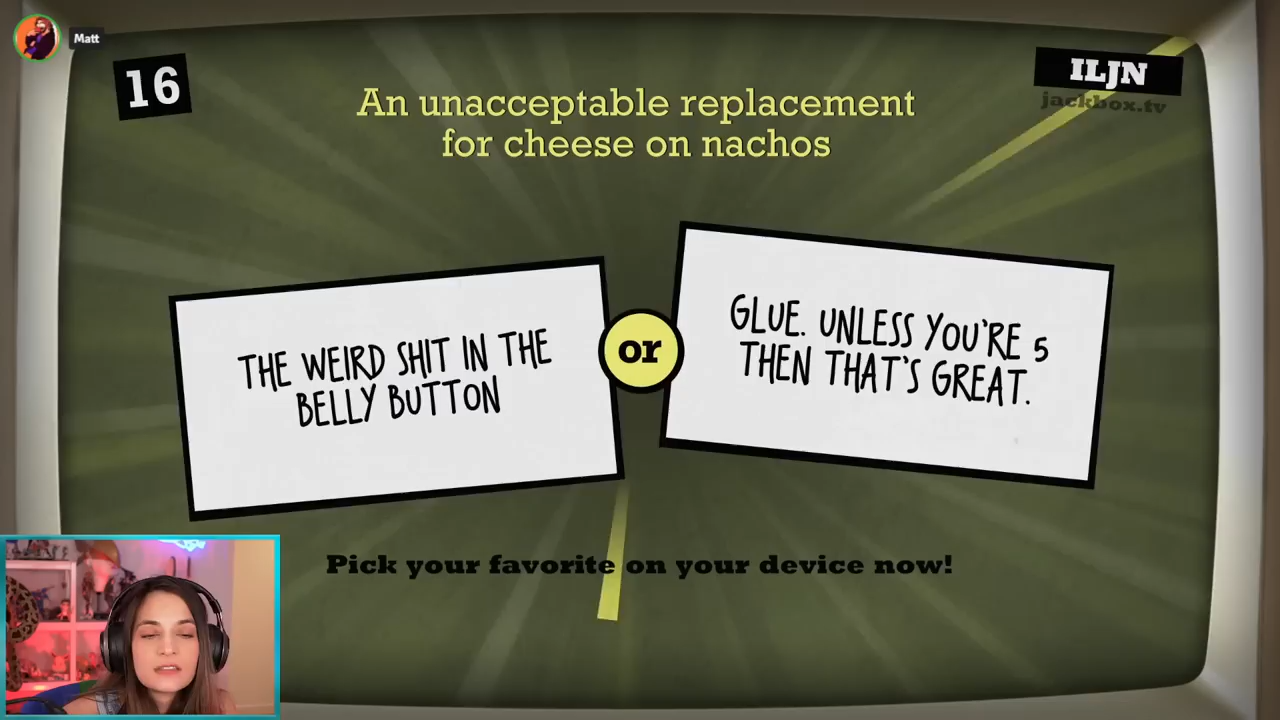 Matt
16
ILJN
jackbox.tv
An unacceptable replacement
for cheese on nachos
THE WEIRD SHIT IN THE
BELLY BUTTON
or
GLUE. UNLESS YOU'RE 5
THEN THAT'S GREAT.
Pick your favorite on your device now!